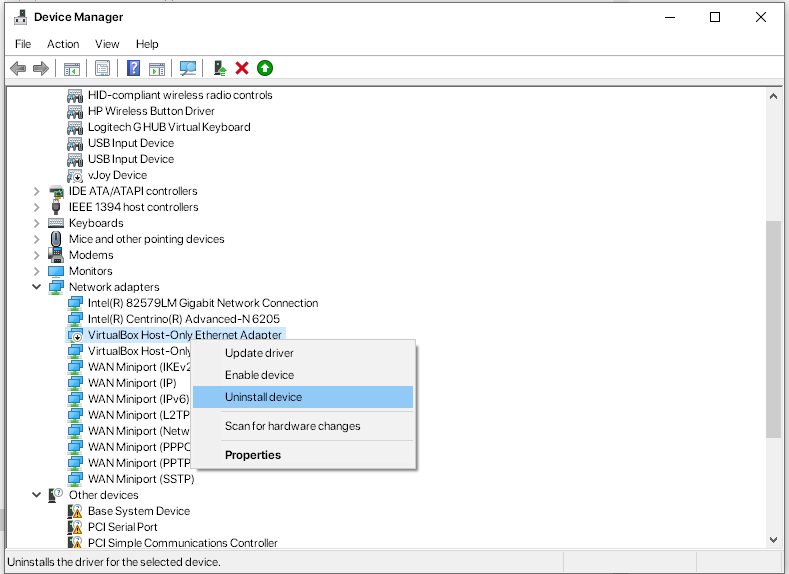 Device Manager
File Action View Help
HID-compliant wireless radio controls
HP Wireless Button Driver
Logitech G HUB Virtual Keyboard
USB Input Device
USB Input Device
vJoy Device
IDE ATA/ATAPI controllers
IEEE 1394 host controllers
Keyboards
Mice and other pointing devices
Modems
Monitors
Network adapters
Intel(R) 82579LM Gigabit Network Connection
Intel(R) Centrino(R) Advanced-N 6205
VirtualBox Host-Only Ethernet Adapter
VirtualBox Host-Only
WAN Miniport (IKEv2
WAN Miniport (IP)
WAN Miniport (IPv6)
WAN Miniport (L2TP
WAN Miniport (Netw
WAN Miniport (PPPO
WAN Miniport (PPTP
WAN Miniport (SSTP)
Update driver
Enable device
Uninstall device
Scan for hardware changes
Properties
Other devices
Base System Device
PCI Serial Port
PCI Simple Communications Controller
Uninstalls the driver for the selected device.